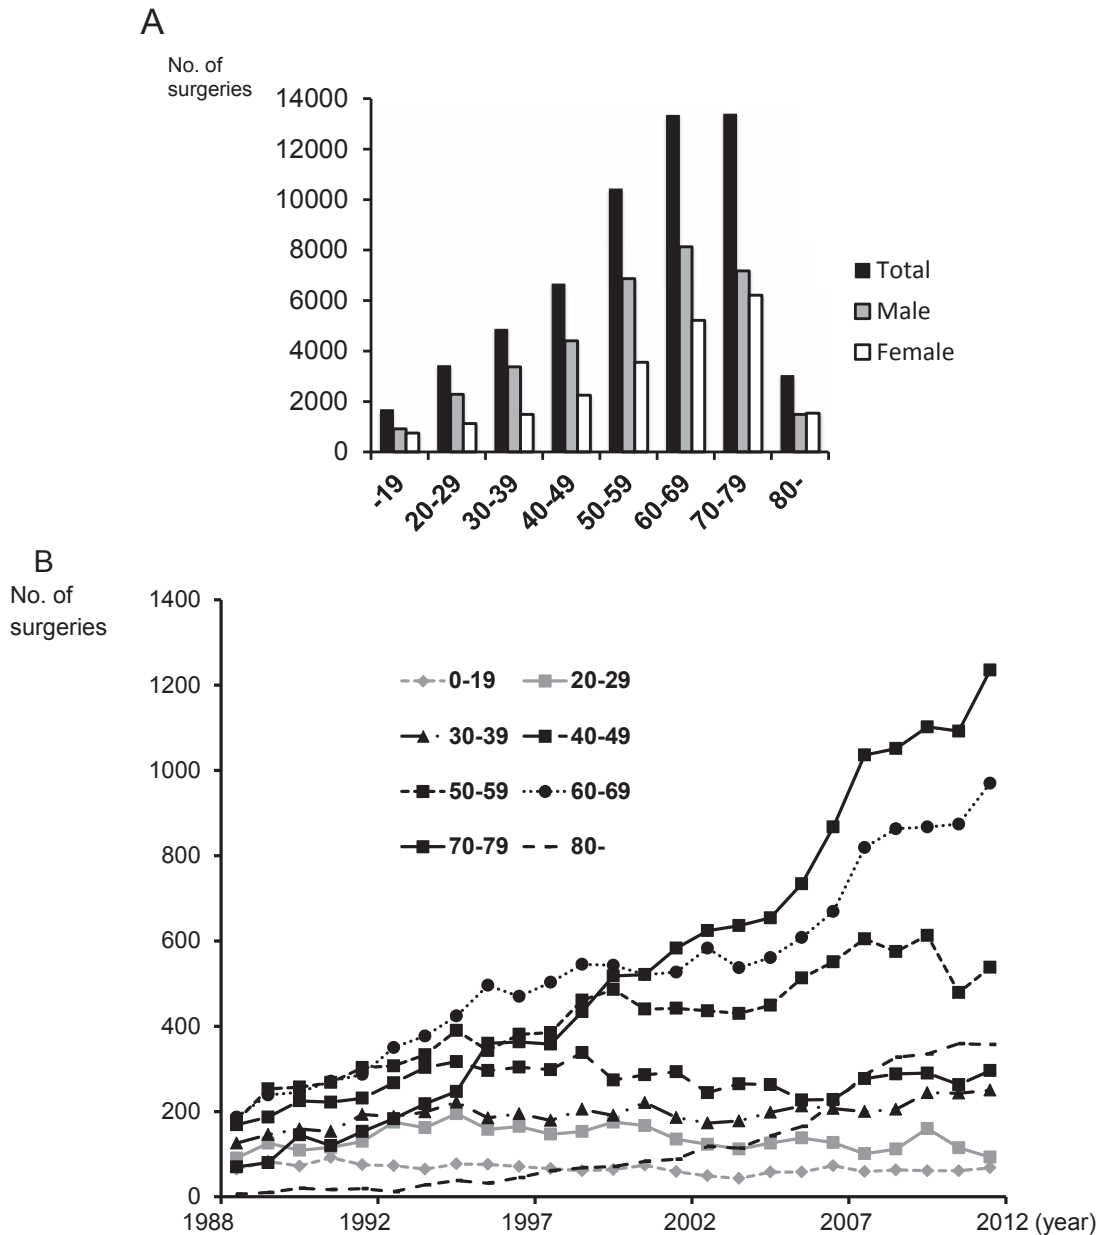 A
No. of
surgeries
14000
12000
10000
8000
6000
4000
2000
0
-19
20-29
30-39
40-49
50-59
60-69
70-79
80-
Total
Male
Female
B
No. of
surgeries
1400
1200
1000
800
600
400
200
0
0-19 20-29
30-39 40-49
50-59 60-69
70-79 80-
1988 1992 1997 2002 2007 2012 (year)